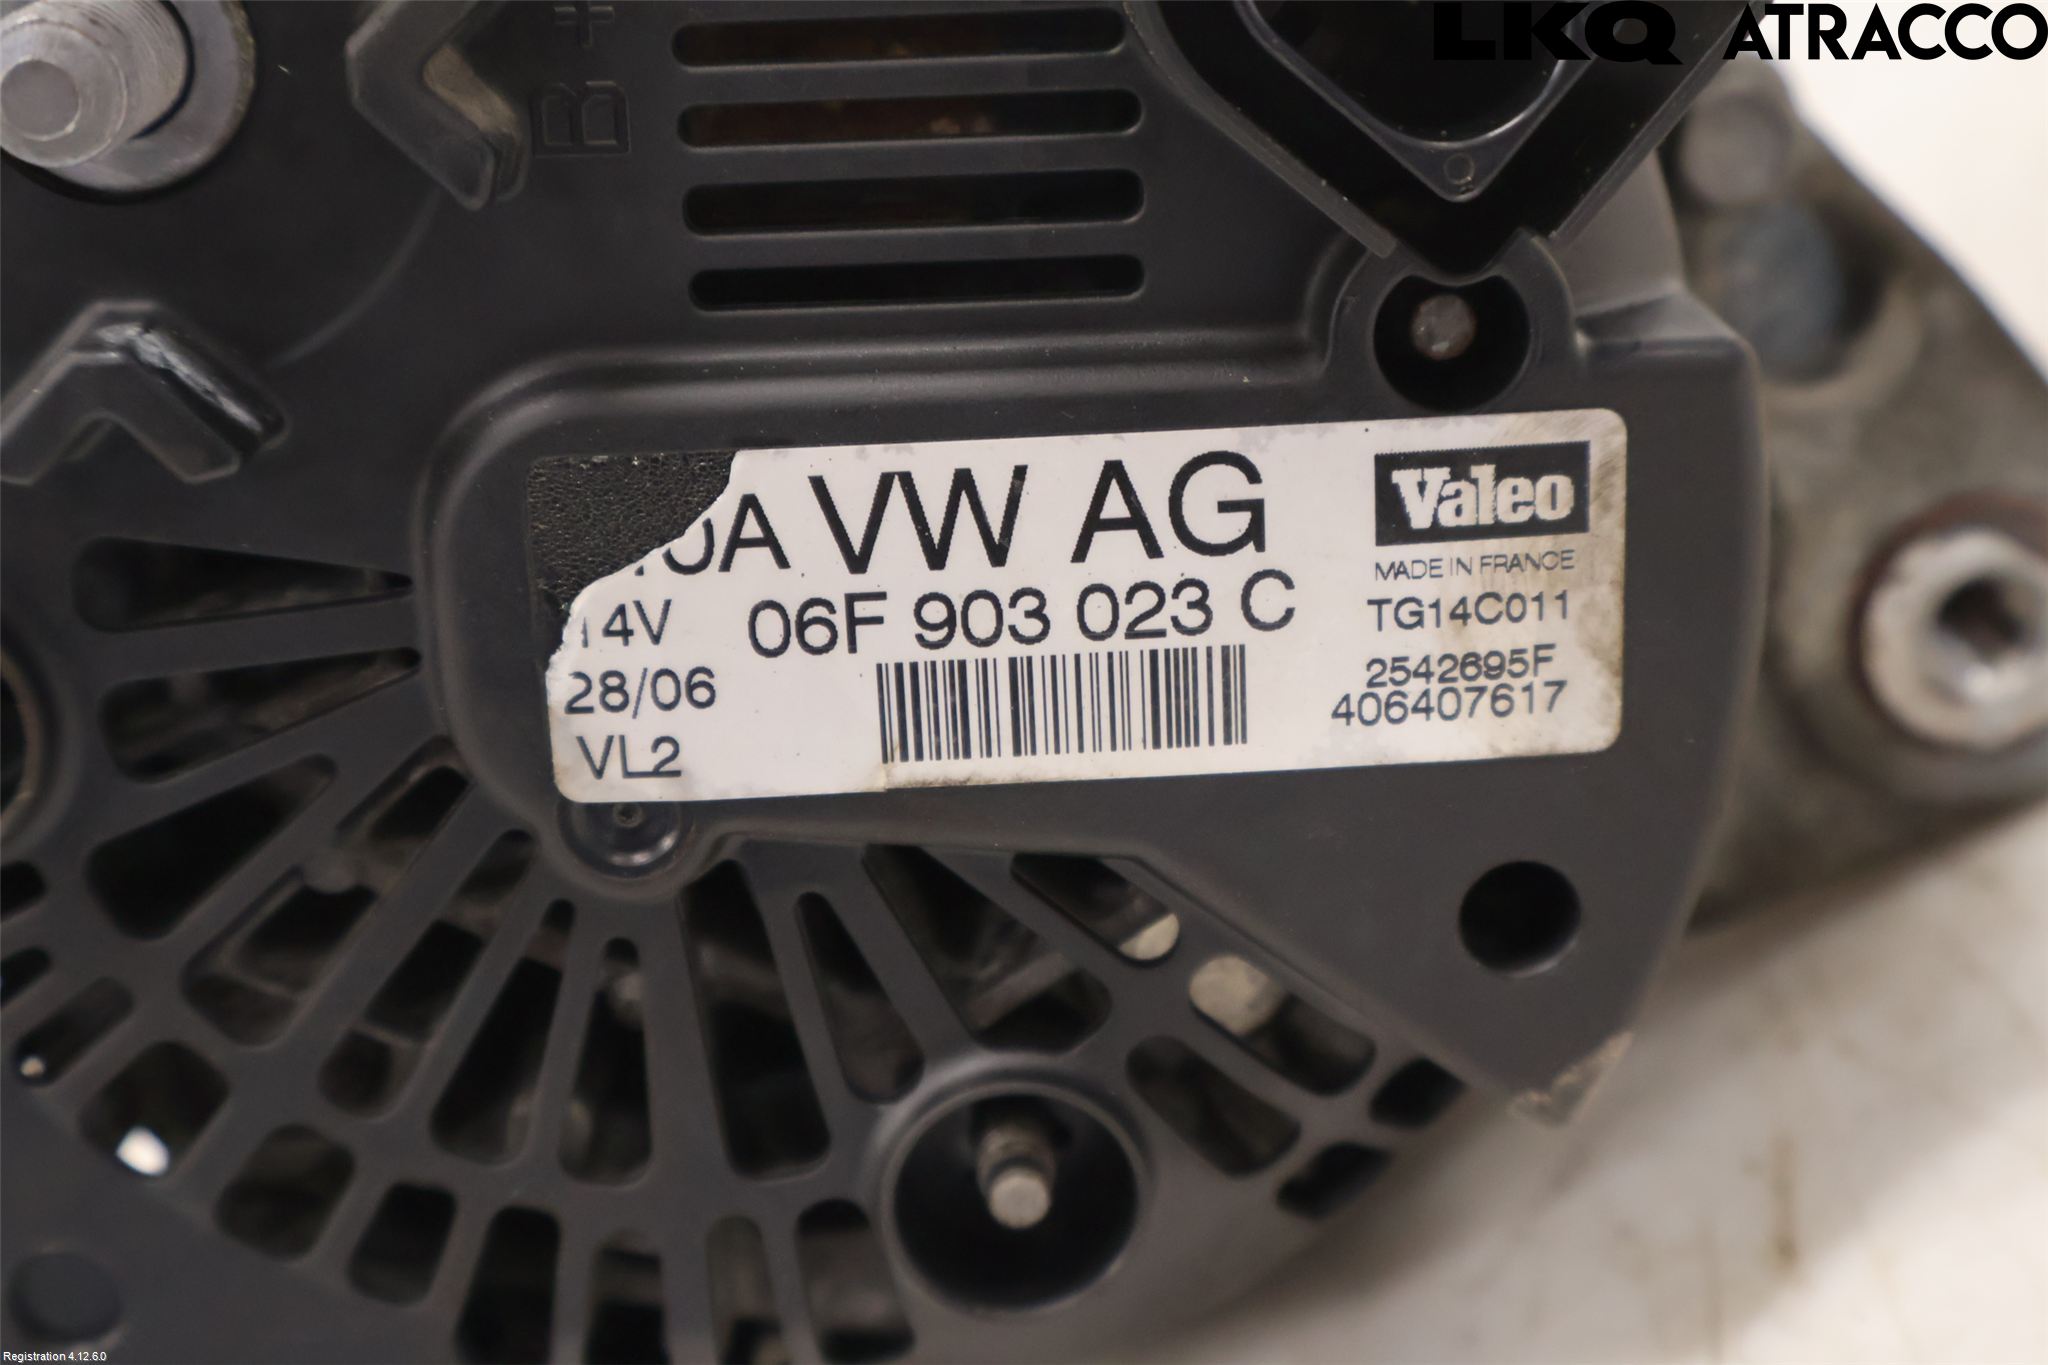 LKQ ATRACCO
B+
VW AG
Valeo
MADE IN FRANCE
14V 06F 903 023 C TG14C011
28/06 2542695F
406407617
VL2
Registration 4.12.6.0